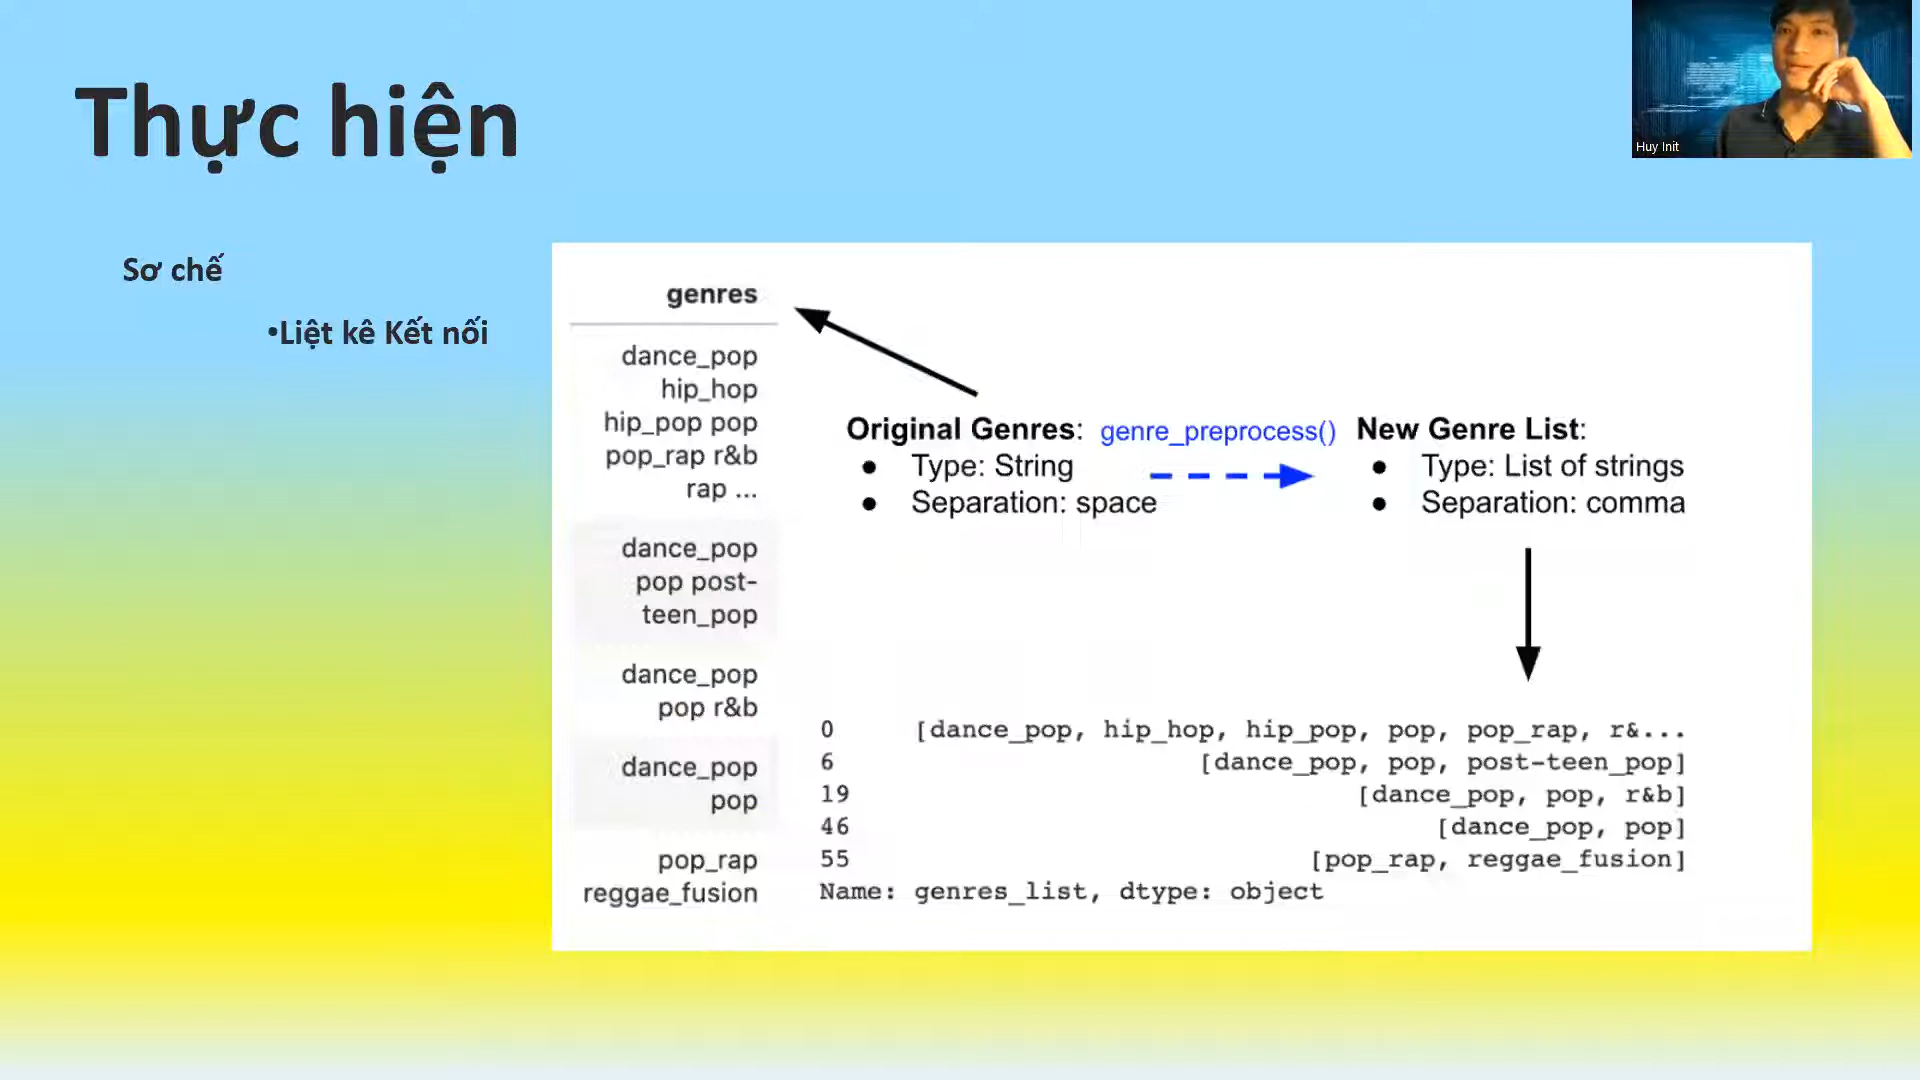 Thực hiện
Huy Init
Sơ chế
•Liệt kê Kết nối
genres
dance_pop
hip_hop
hip_pop pop
pop_rap r&b
rap ...
dance_pop
pop post-
teen_pop
dance_pop
pop r&b
dance_pop
pop
pop_rap
reggae_fusion
Original Genres: genre_preprocess() New Genre List:
● Type: String
● Separation: space
● Type: List of strings
● Separation: comma
0 [dance_pop, hip_hop, hip_pop, pop, pop_rap, r&...
6 [dance_pop, pop, post-teen_pop]
19 [dance_pop, pop, r&b]
46 [dance_pop, pop]
55 [pop_rap, reggae_fusion]
Name: genres_list, dtype: object